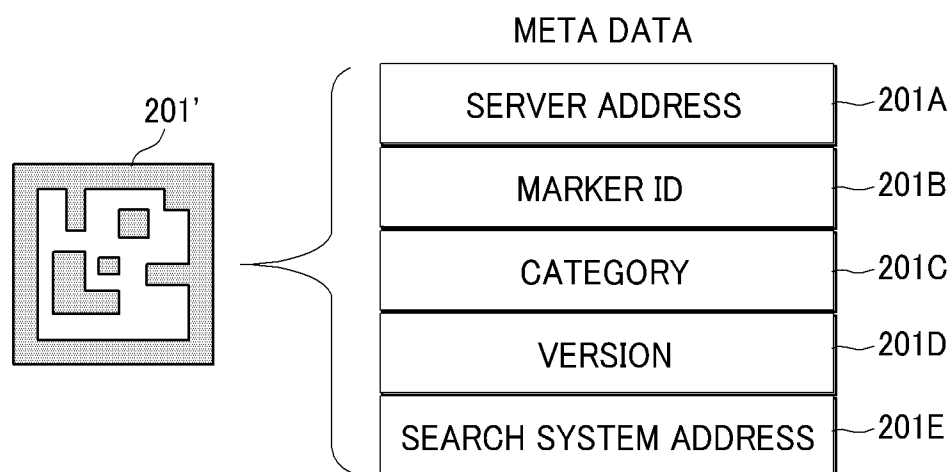 META DATA
201'
SERVER ADDRESS 201A
MARKER ID 201B
CATEGORY 201C
VERSION 201D
SEARCH SYSTEM ADDRESS 201E